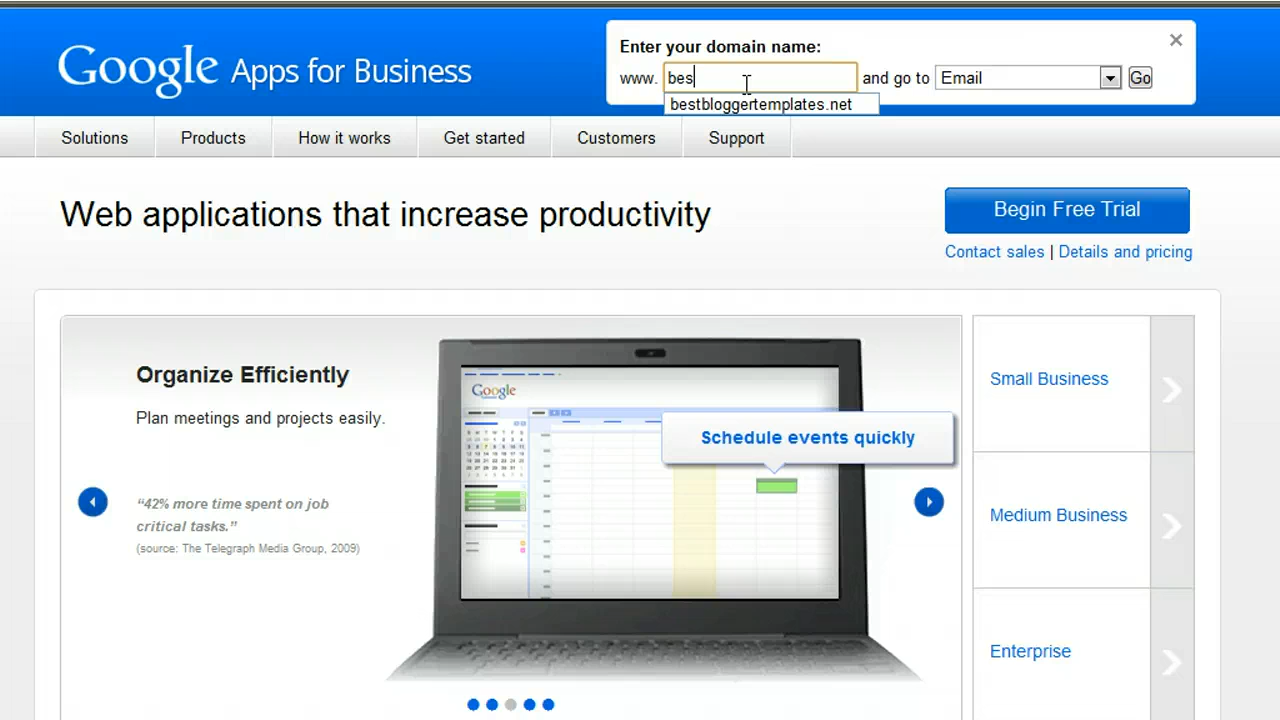 Google Apps for Business
Enter your domain name:
www. bes and go to Email Go
bestbloggertemplates.net
Solutions Products How it works Get started Customers Support
Web applications that increase productivity
Begin Free Trial
Contact sales | Details and pricing
Organize Efficiently
Plan meetings and projects easily.
“42% more time spent on job
critical tasks.”
(source: The Telegraph Media Group, 2009)
Google
Schedule events quickly
Small Business
Medium Business
Enterprise